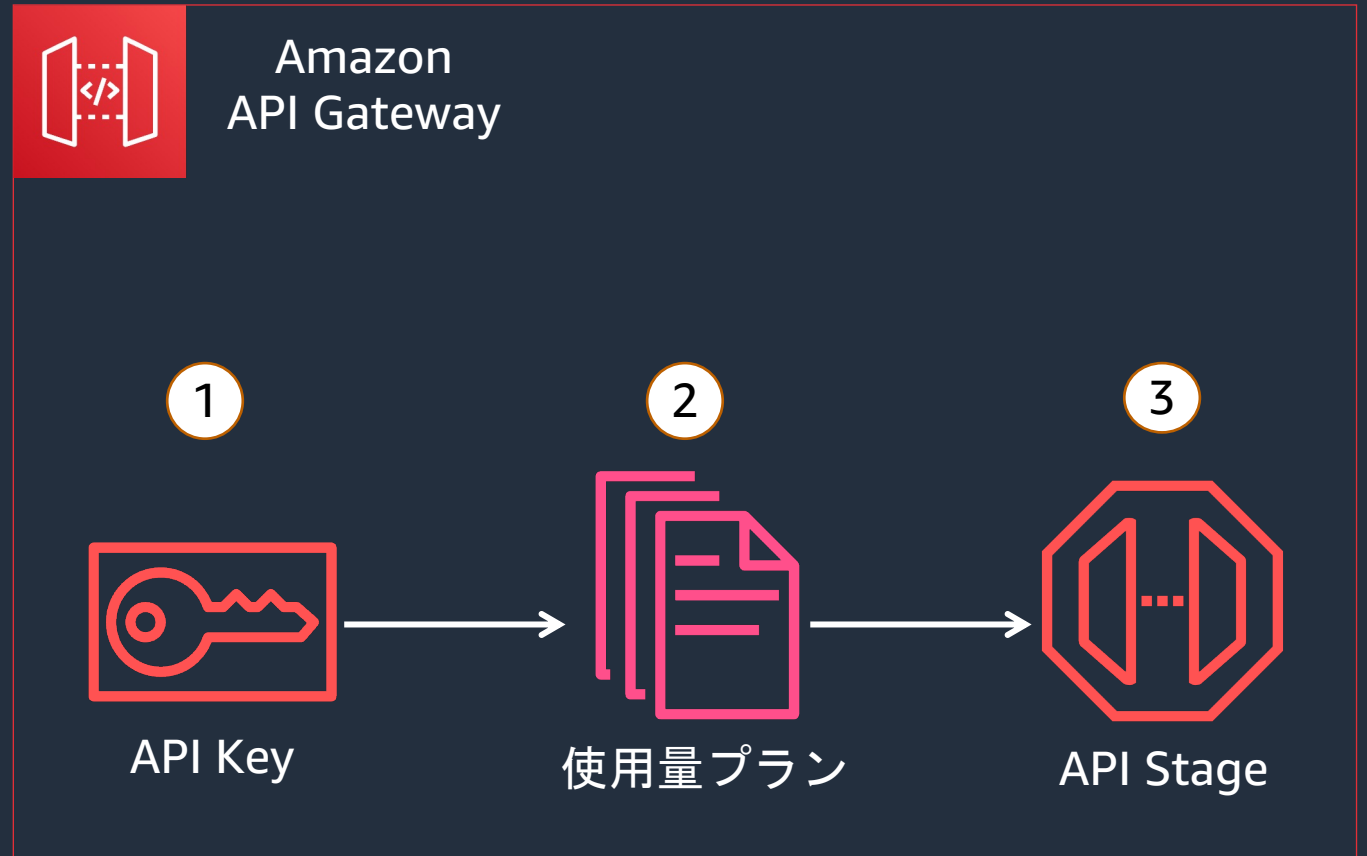 Amazon
API Gateway
1
2
3
API Key
使用量プラン
API Stage